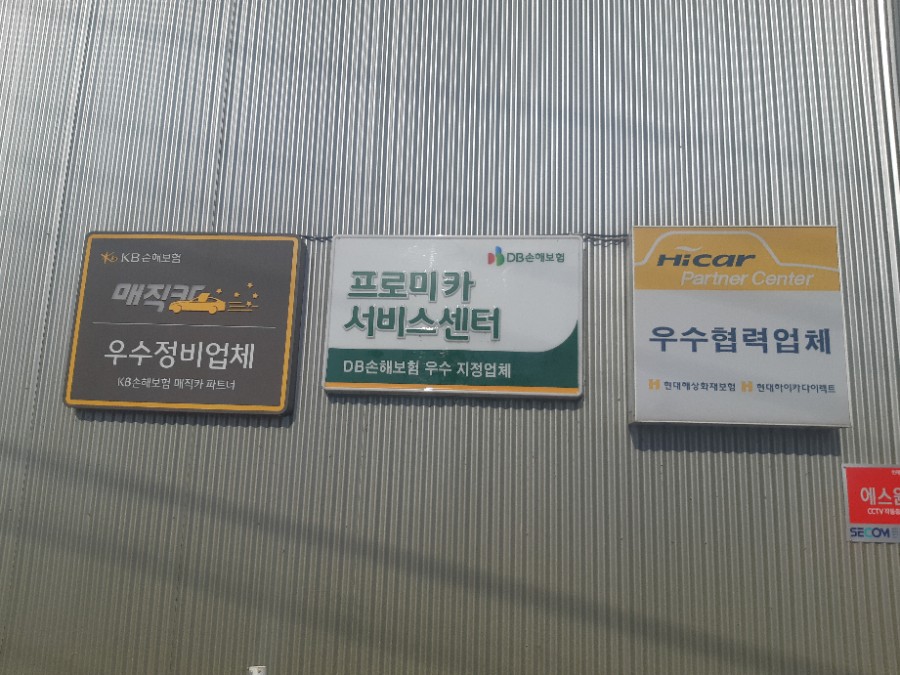 KB손해보험
매직카
우수정비업체
KB손해보험 매직카 파트너
DB손해보험
프로미카
서비스센터
DB손해보험 우수 지정업체
Hicar
Partner Center
우수협력업체
현대해상화재보험 현대하이카다이렉트
에스원
CCTV
SECOM